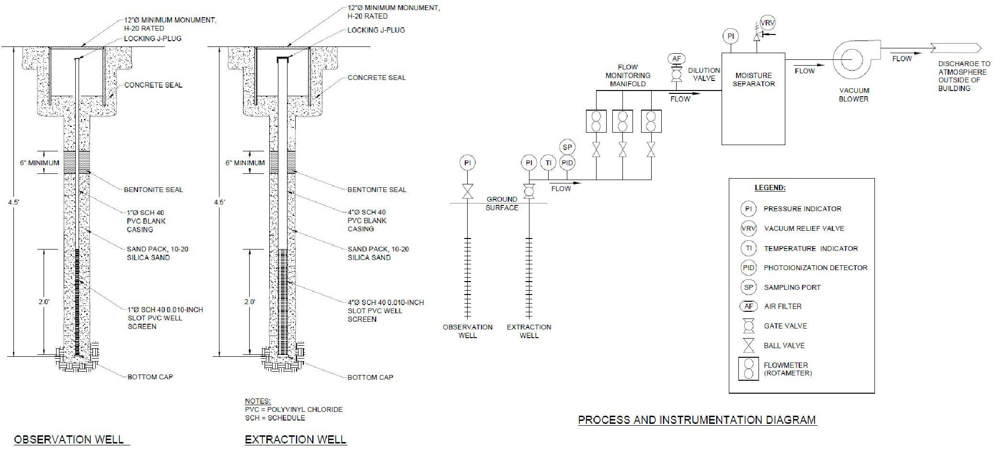 12"Ø MINIMUM MONUMENT,
H-20 RATED
LOCKING J-PLUG
CONCRETE SEAL
6" MINIMUM
BENTONITE SEAL
4.5'
1"Ø SCH 40
PVC BLANK
CASING
SAND PACK, 10-20
SILICA SAND
2.0'
1"Ø SCH 40 0.010-INCH
SLOT PVC WELL
SCREEN
BOTTOM CAP
OBSERVATION WELL
12"Ø MINIMUM MONUMENT,
H-20 RATED
LOCKING J-PLUG
CONCRETE SEAL
6" MINIMUM
BENTONITE SEAL
4.5'
4"Ø SCH 40
PVC BLANK
CASING
SAND PACK, 10-20
SILICA SAND
2.0'
4"Ø SCH 40 0.010-INCH
SLOT PVC WELL
SCREEN
BOTTOM CAP
NOTES:
PVC = POLYVINYL CHLORIDE
SCH = SCHEDULE
EXTRACTION WELL
PI
GROUND
SURFACE
OBSERVATION
WELL
EXTRACTION
WELL
PI
TI
SP
PID
FLOW
FLOW
MONITORING
MANIFOLD
AF
DILUTION
VALVE
FLOW
PI
VRV
MOISTURE
SEPARATOR
FLOW
VACUUM
BLOWER
FLOW
DISCHARGE TO
ATMOSPHERE
OUTSIDE OF
BUILDING
LEGEND:
PI PRESSURE INDICATOR
VRV VACUUM RELIEF VALVE
TI TEMPERATURE INDICATOR
PID PHOTOIONIZATION DETECTOR
SP SAMPLING PORT
AF AIR FILTER
GATE VALVE
BALL VALVE
FLOWMETER
(ROTAMETER)
PROCESS AND INSTRUMENTATION DIAGRAM